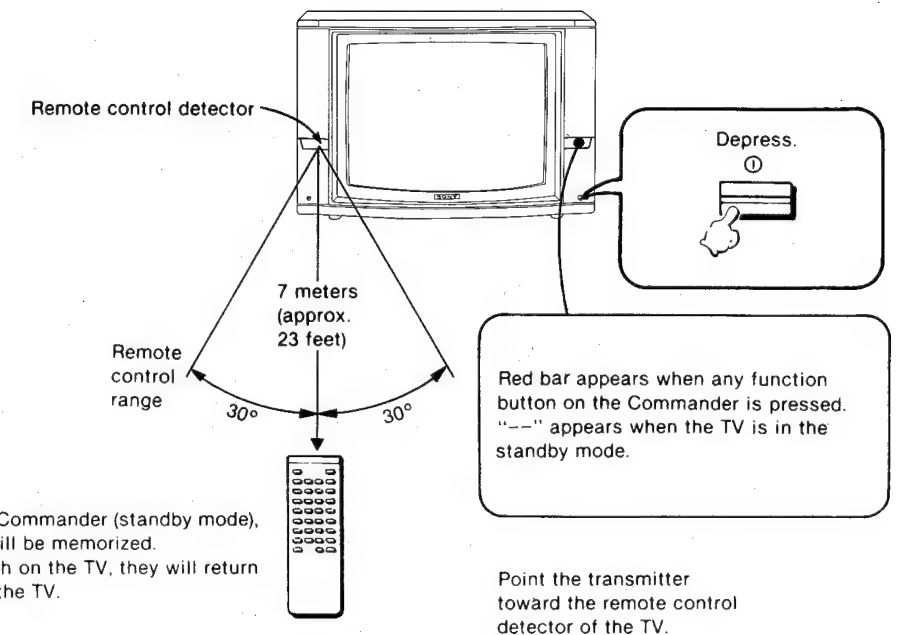 Remote control detector
Depress.
SONY
7 meters
(approx.
23 feet)
Remote
control
range
30°
30°
Red bar appears when any function
button on the Commander is pressed.
“--” appears when the TV is in the
standby mode.
Commander (standby mode),
ill be memorized.
h on the TV, they will return
the TV.
Point the transmitter
toward the remote control
detector of the TV.